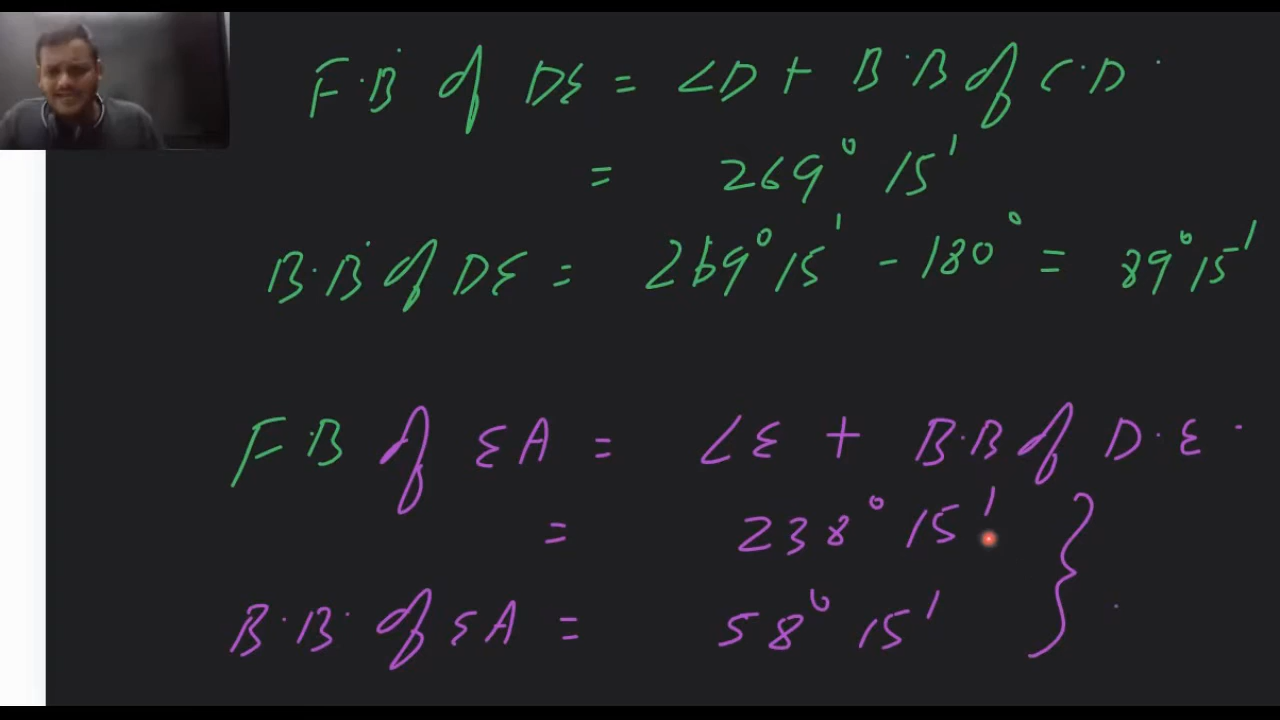 F.B of DE = ∠D + B.B of C.D.
= 269° 15'
B.B of DE = 269° 15' - 180° = 89° 15'
FB of EA = ∠E + B.B of D.E.
= 238° 15'
B.B. of EA = 58° 15'